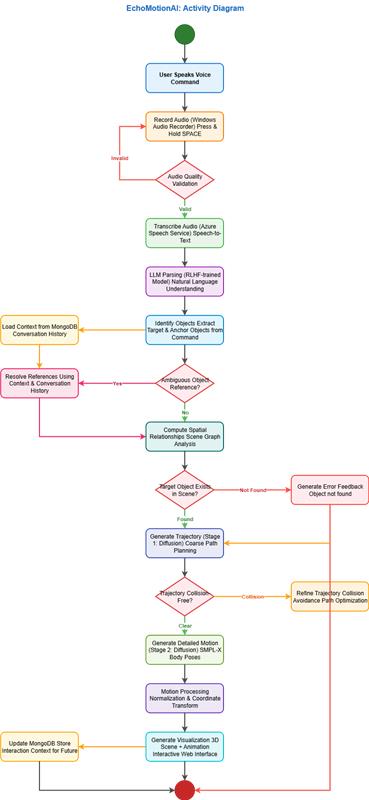 EchoMotionAI: Activity Diagram
User Speaks Voice
Command
Record Audio (Windows
Audio Recorder) Press &
Hold SPACE
Invalid
Audio Quality
Validation
Valid
Transcribe Audio (Azure
Speech Service) Speech-to-
Text
LLM Parsing (RLHF-trained
Model) Natural Language
Understanding
Load Context from MongoDB
Conversation History
Identify Objects Extract
Target & Anchor Objects from
Command
Resolve References Using
Context & Conversation
History
Yes
Ambiguous Object
Reference?
No
Compute Spatial
Relationships Scene Graph
Analysis
Target Object Exists
in Scene?
Not Found
Generate Error Feedback
Object not found
Found
Generate Trajectory (Stage
1: Diffusion) Coarse Path
Planning
Trajectory Collision
Free?
Collision
Refine Trajectory Collision
Avoidance Path Optimization
Clear
Generate Detailed Motion
(Stage 2: Diffusion) SMPL-X
Body Poses
Motion Processing
Normalization & Coordinate
Transform
Update MongoDB Store
Interaction Context for Future
Generate Visualization 3D
Scene + Animation
Interactive Web Interface